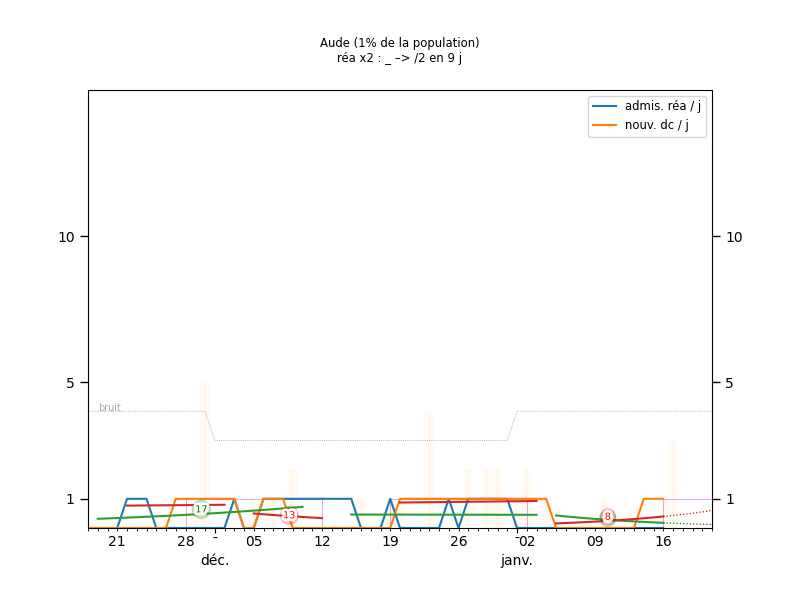 Aude (1% de la population)
réa x2 : _ –> /2 en 9 j
admis. réa / j
nouv. dc / j
10 10
5 5
bruit
1 1
17
13
8
21 28 - 05 12 19 26 - 02 09 16
déc. janv.